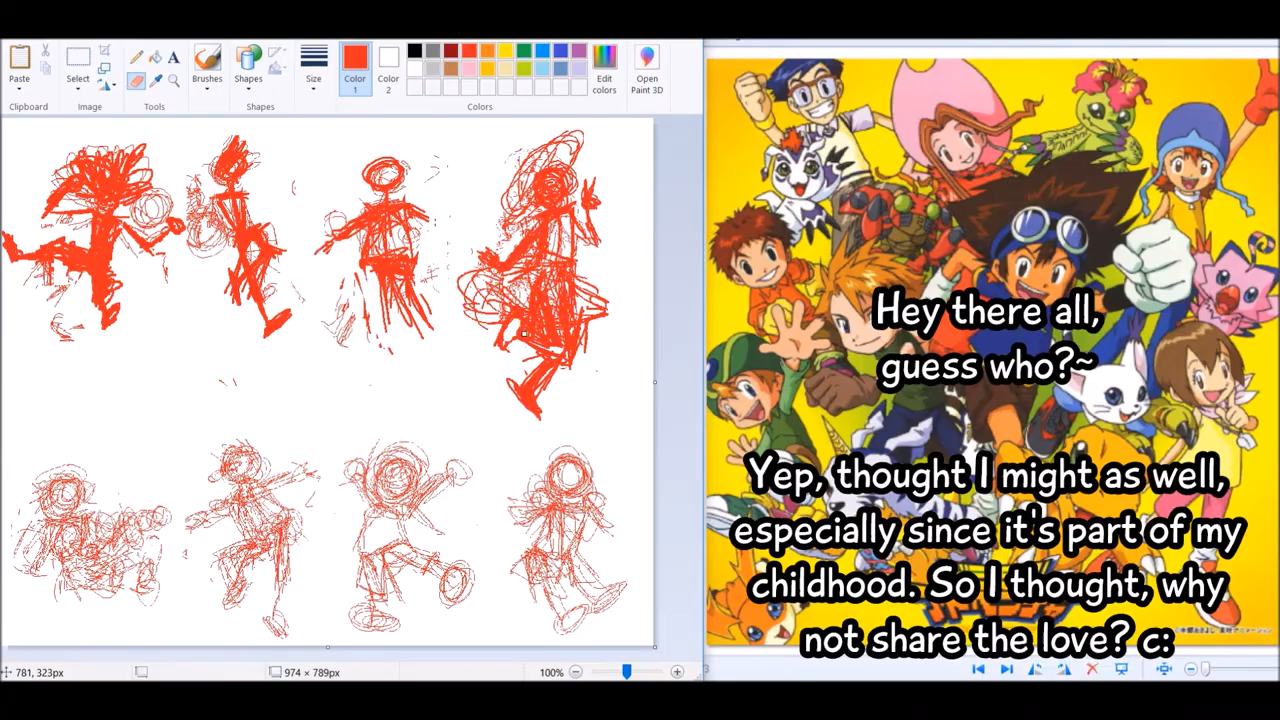 Paste
Select
Brushes
Shapes
Size
Color
1
Color
2
Edit
colors
Open
Paint 3D
Clipboard
Image
Tools
Shapes
Colors
Hey there all,
guess who?~
Yep, thought I might as well,
especially since it's part of my
childhood. So I thought, why
not share the love? c:
781, 323px
974 × 789px
100%